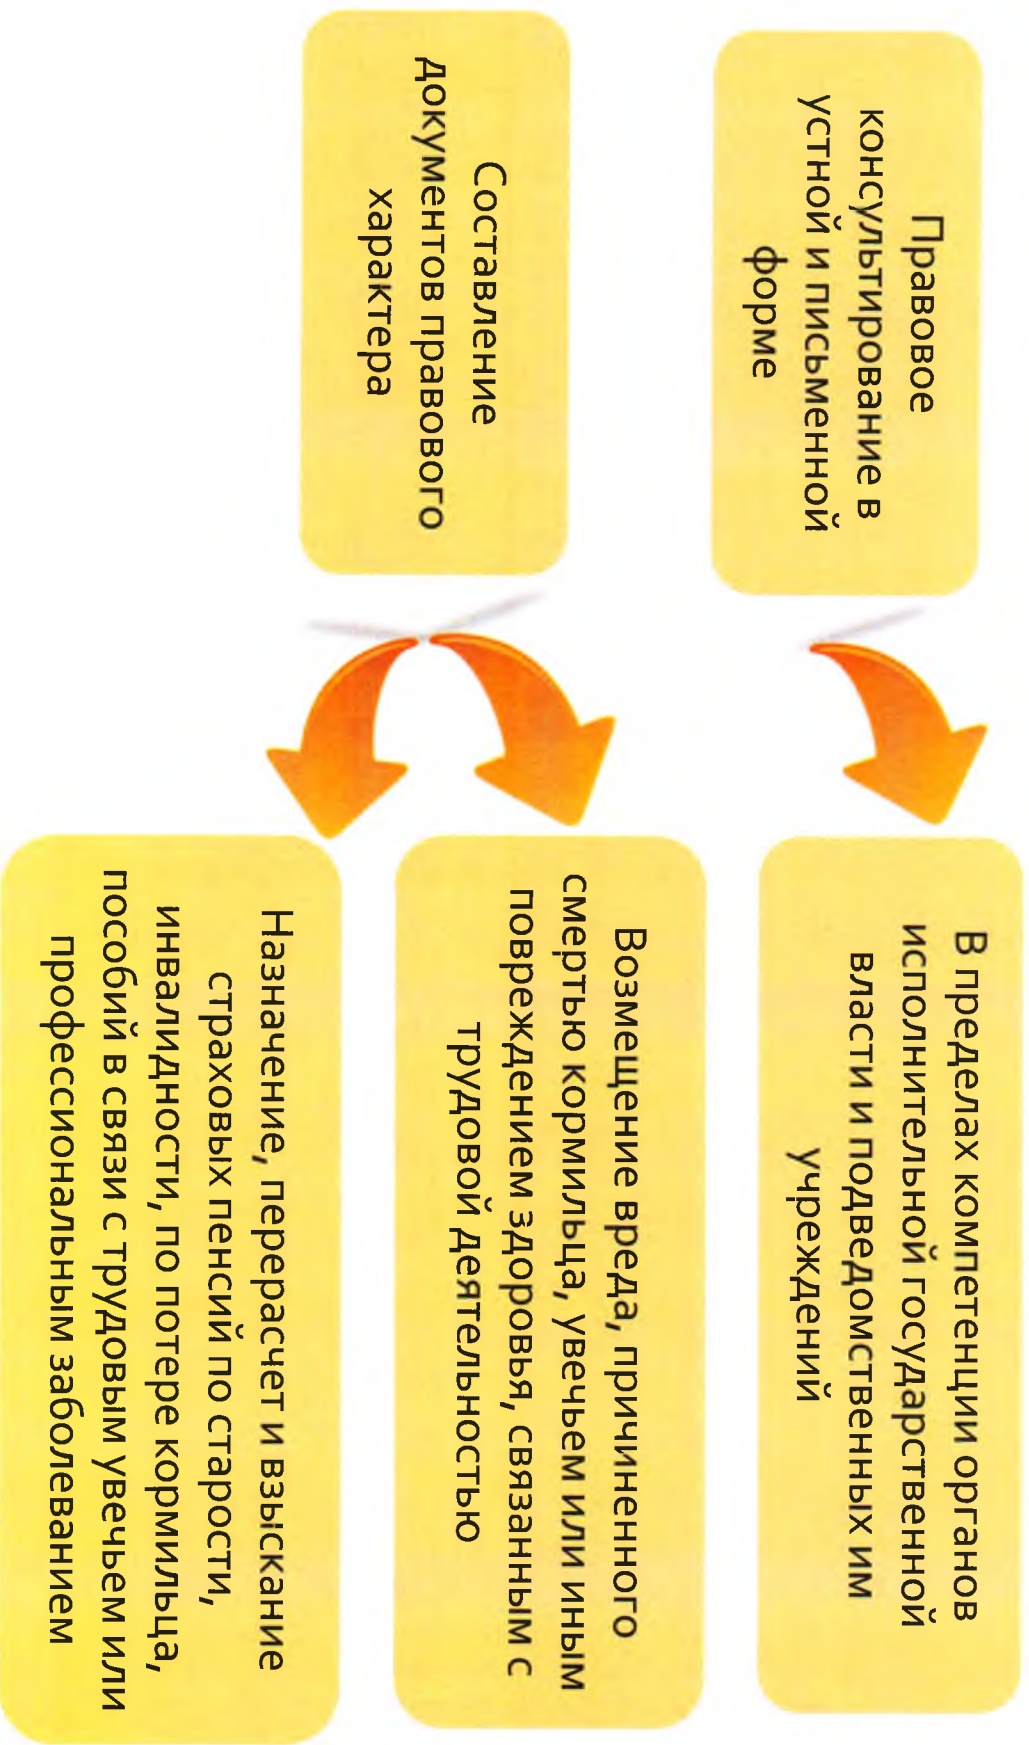 Правовое
консультирование в
устной и письменной
форме
В пределах компетенции органов
исполнительной государственной
власти и подведомственных им
учреждений
Составление
документов правового
характера
Возмещение вреда, причиненного
смертью кормильца, увечьем или иным
повреждением здоровья, связанным с
трудовой деятельностью
Назначение, перерасчет и взыскание
страховых пенсий по старости,
инвалидности, по потере кормильца,
пособий в связи с трудовым увечьем или
профессиональным заболеванием